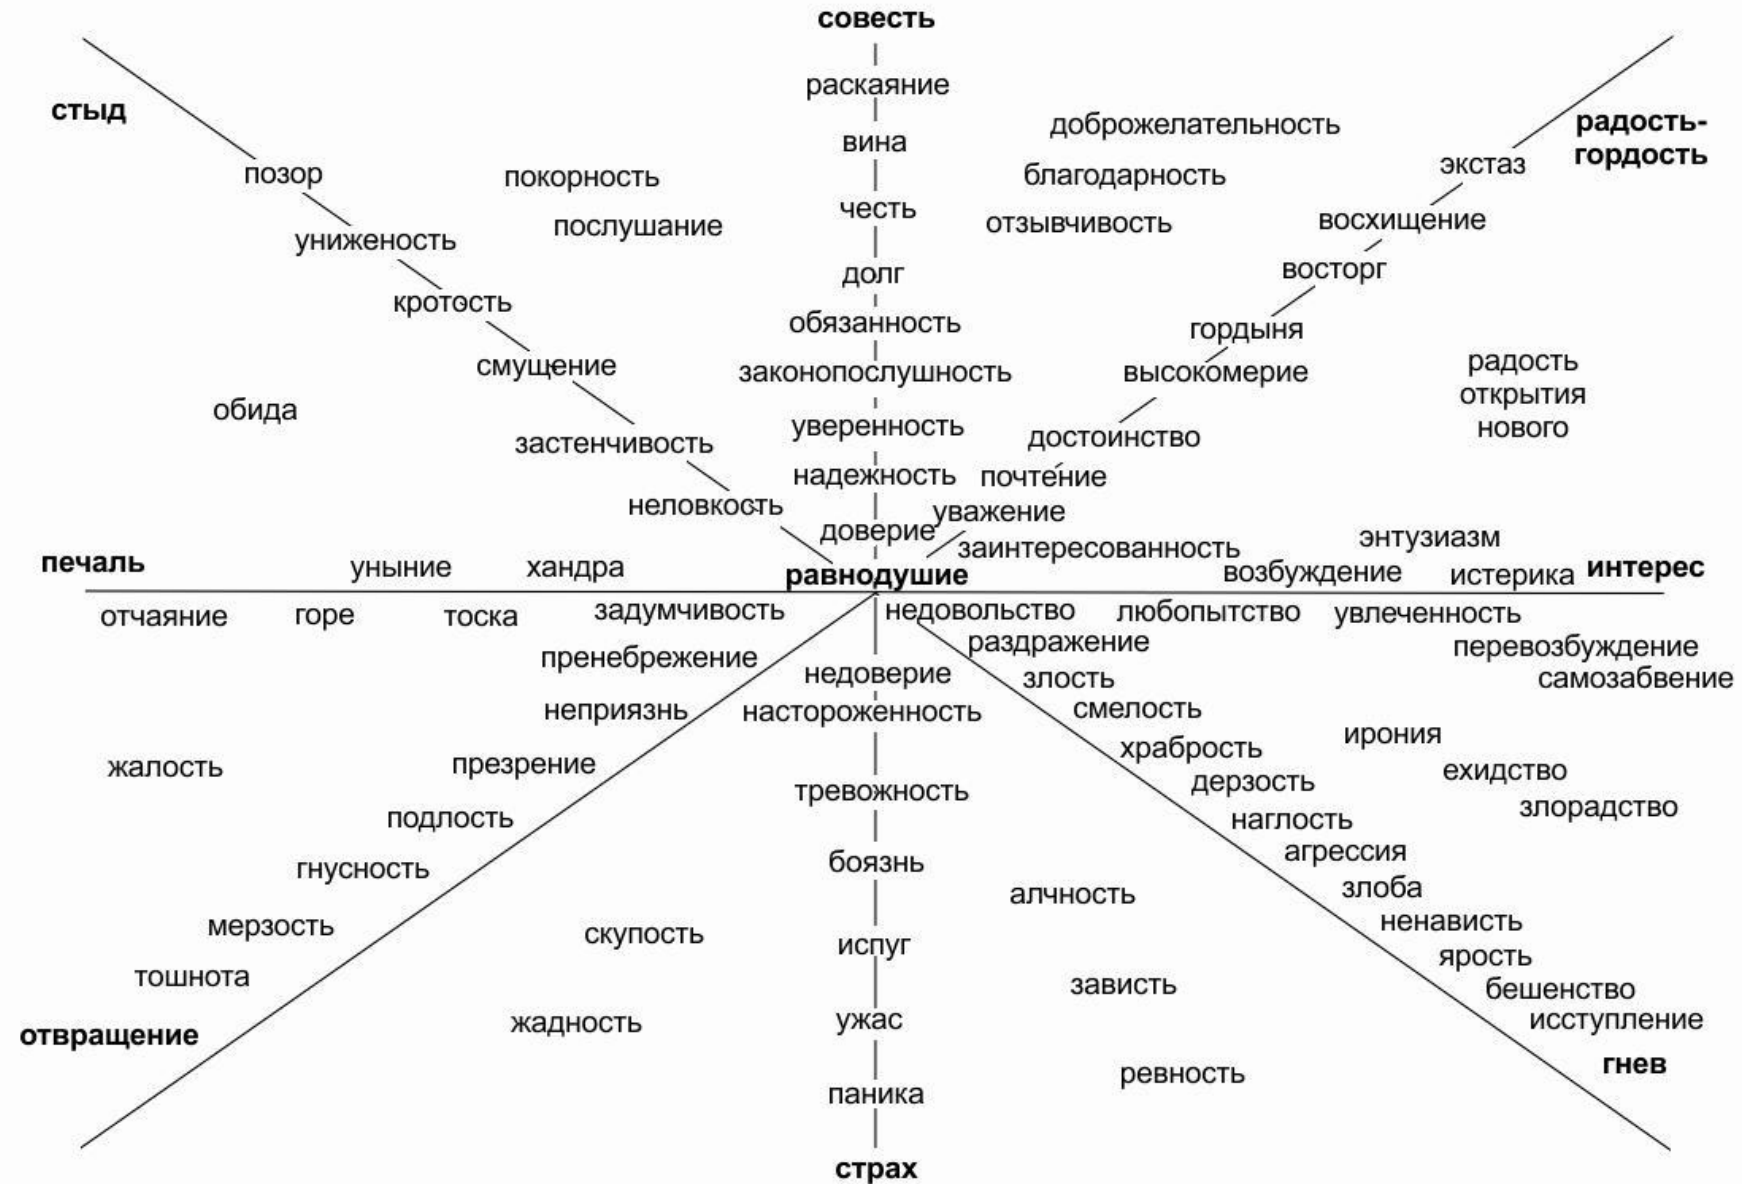 совесть
раскаяние
стыд
доброжелательность
радость-
гордость
вина
экстаз
позор
покорность
благодарность
честь
восхищение
послушание
отзывчивость
униженость
долг
восторг
кротость
обязанность
гордыня
смущение
законопослушность
высокомерие
радость
открытия
нового
обида
уверенность
достоинство
застенчивость
надежность
почтение
неловкость
уважение
доверие
заинтересованность
энтузиазм
печаль
уныние
хандра
равнодушие
возбуждение
истерика
интерес
отчаяние
горе
тоска
задумчивость
недовольство
любопытство
увлеченность
раздражение
перевозбуждение
пренебрежение
недоверие
злость
самозабвение
неприязнь
настороженность
смелость
храбрость
ирония
жалость
презрение
дерзость
ехидство
тревожность
злорадство
подлость
наглость
гнусность
боязнь
агрессия
алчность
злоба
мерзость
скупость
испуг
ненависть
тошнота
зависть
ярость
бешенство
отвращение
жадность
ужас
исступление
гнев
ревность
паника
страх